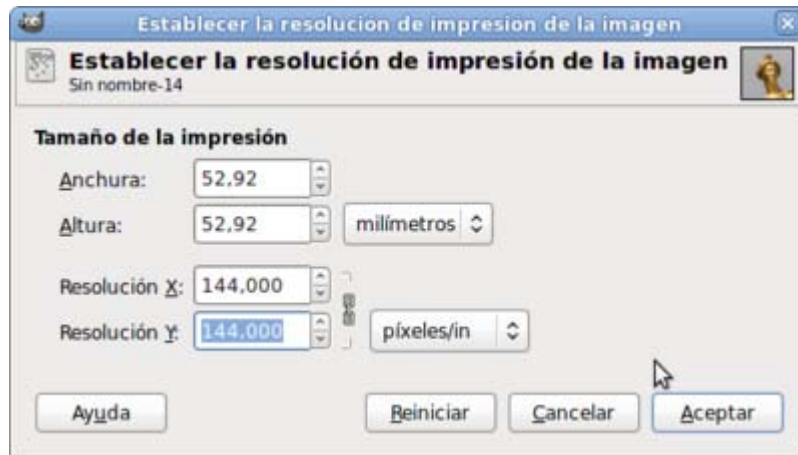 Establecer la resolución de impresión de la imagen
Establecer la resolución de impresión de la imagen
Sin nombre-14
Tamaño de la impresión
Anchura: 52,92
Altura: 52,92 milímetros
Resolución X: 144,000
Resolución Y: 144,000 píxeles/in
Ayuda Reiniciar Cancelar Aceptar